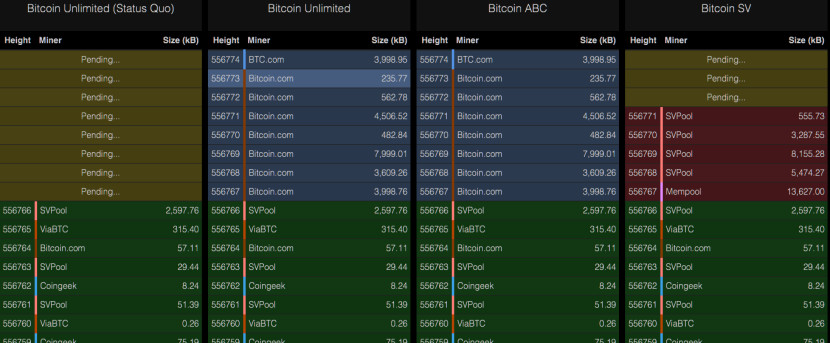 Bitcoin Unlimited (Status Quo) Bitcoin Unlimited Bitcoin ABC Bitcoin SV
Height Miner Size (kB) Height Miner Size (kB) Height Miner Size (kB) Height Miner Size (kB)
Pending... 556774 BTC.com 3,998.95 556774 BTC.com 3,998.95 Pending...
Pending... 556773 Bitcoin.com 235.77 556773 Bitcoin.com 235.77 Pending...
Pending... 556772 Bitcoin.com 562.78 556772 Bitcoin.com 562.78 Pending...
Pending... 556771 Bitcoin.com 4,506.52 556771 Bitcoin.com 4,506.52 556771 SVPool 555.73
Pending... 556770 Bitcoin.com 482.84 556770 Bitcoin.com 482.84 556770 SVPool 3,287.55
Pending... 556769 Bitcoin.com 7,999.01 556769 Bitcoin.com 7,999.01 556769 SVPool 8,155.28
Pending... 556768 Bitcoin.com 3,609.26 556768 Bitcoin.com 3,609.26 556768 SVPool 5,474.27
Pending... 556767 Bitcoin.com 3,998.76 556767 Bitcoin.com 3,998.76 556767 Mempool 13,627.00
556766 SVPool 2,597.76 556766 SVPool 2,597.76 556766 SVPool 2,597.76 556766 SVPool 2,597.76
556765 ViaBTC 315.40 556765 ViaBTC 315.40 556765 ViaBTC 315.40 556765 ViaBTC 315.40
556764 Bitcoin.com 57.11 556764 Bitcoin.com 57.11 556764 Bitcoin.com 57.11 556764 Bitcoin.com 57.11
556763 SVPool 29.44 556763 SVPool 29.44 556763 SVPool 29.44 556763 SVPool 29.44
556762 Coingeek 8.24 556762 Coingeek 8.24 556762 Coingeek 8.24 556762 Coingeek 8.24
556761 SVPool 51.39 556761 SVPool 51.39 556761 SVPool 51.39 556761 SVPool 51.39
556760 ViaBTC 0.26 556760 ViaBTC 0.26 556760 ViaBTC 0.26 556760 ViaBTC 0.26
556759 Coingeek 75.19 556759 Coingeek 75.19 556759 Coingeek 75.19 556759 Coingeek 75.19